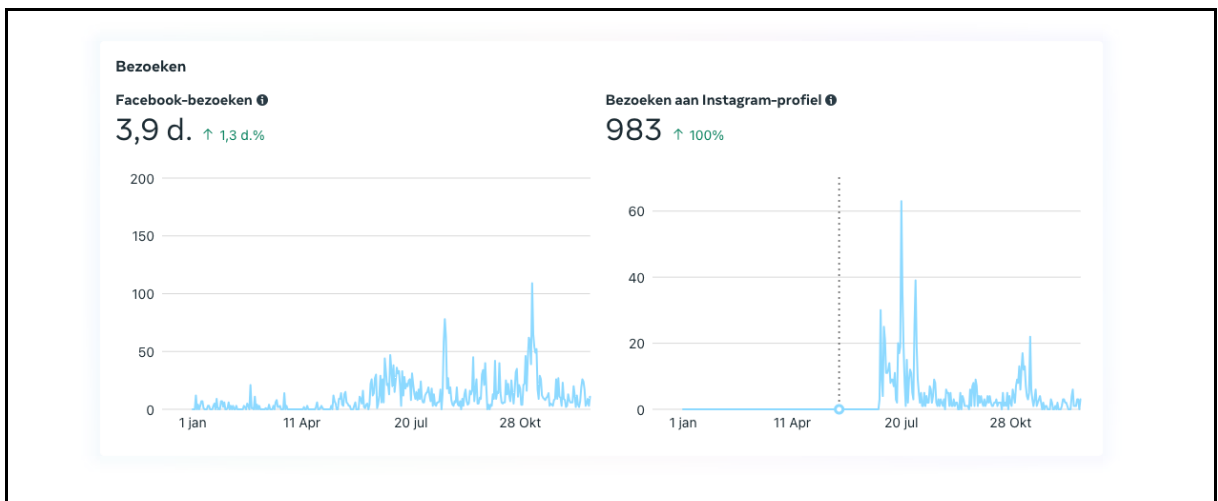 Bezoeken
Facebook-bezoeken
3,9 d. ↑ 1,3 d.%
200
150
100
50
0
1 jan 11 Apr 20 jul 28 Okt
Bezoeken aan Instagram-profiel
983 ↑ 100%
60
40
20
0
1 jan 11 Apr 20 jul 28 Okt